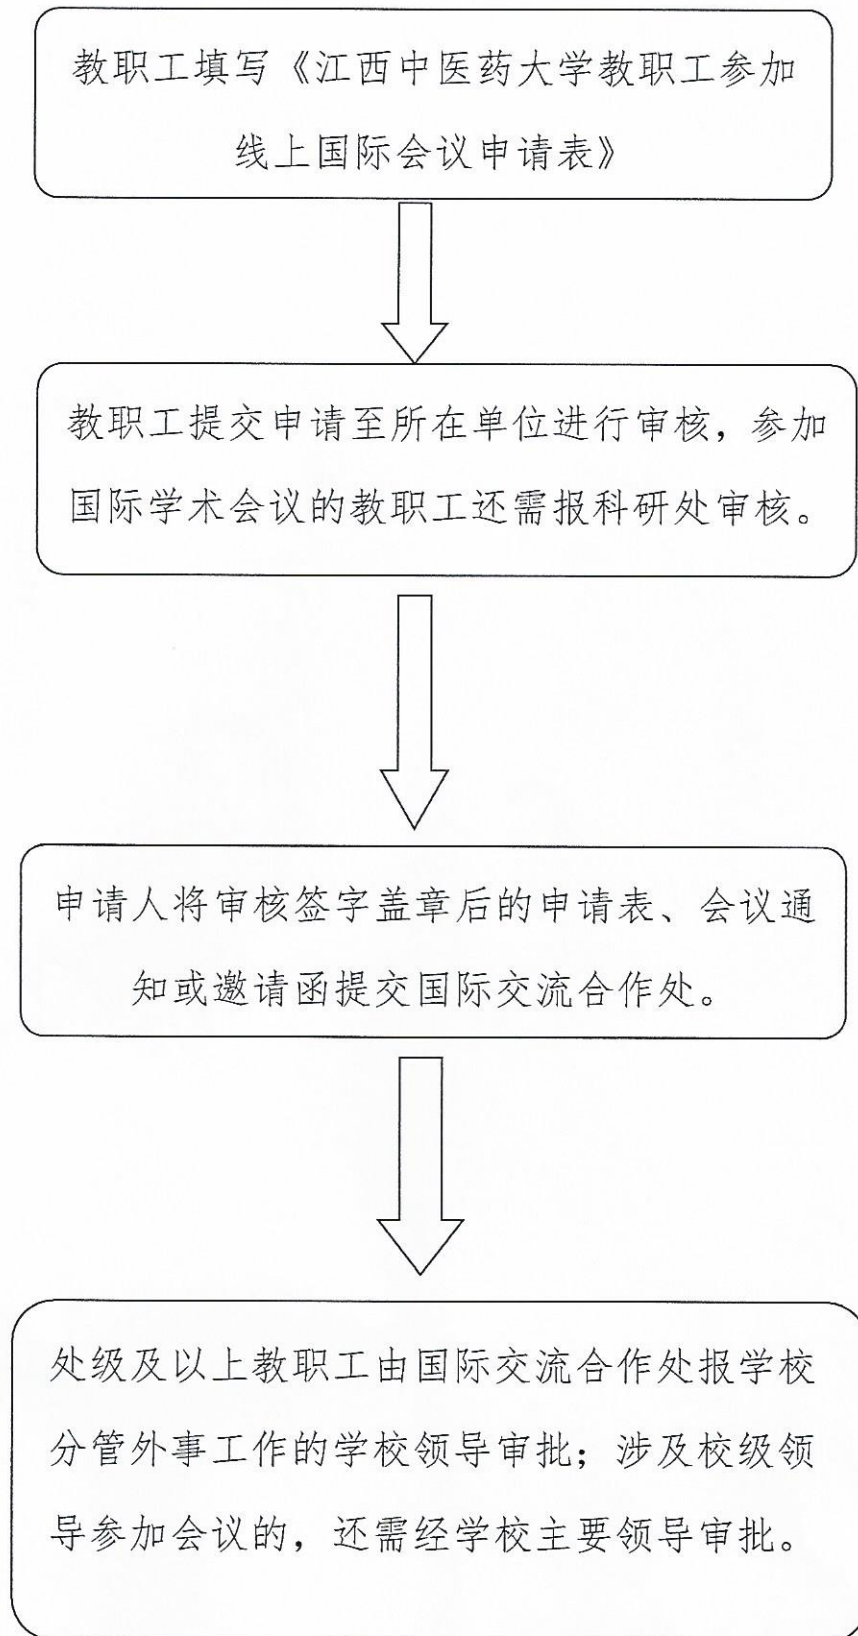 教职工填写《江西中医药大学教职工参加
线上国际会议申请表》
教职工提交申请至所在单位进行审核，参加
国际学术会议的教职工还需报科研处审核。
申请人将审核签字盖章后的申请表、会议通
知或邀请函提交国际交流合作处。
处级及以上教职工由国际交流合作处报学校
分管外事工作的学校领导审批；涉及校级领
导参加会议的，还需经学校主要领导审批。